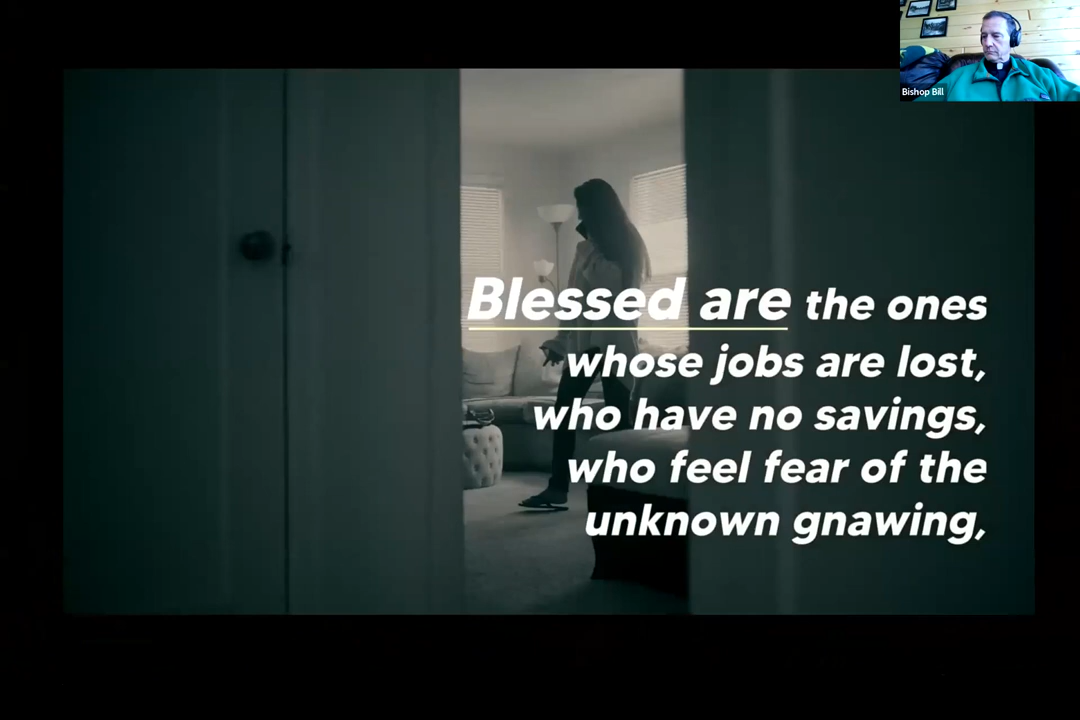 Bishop Bill
Blessed are the ones
whose jobs are lost,
who have no savings,
who feel fear of the
unknown gnawing,